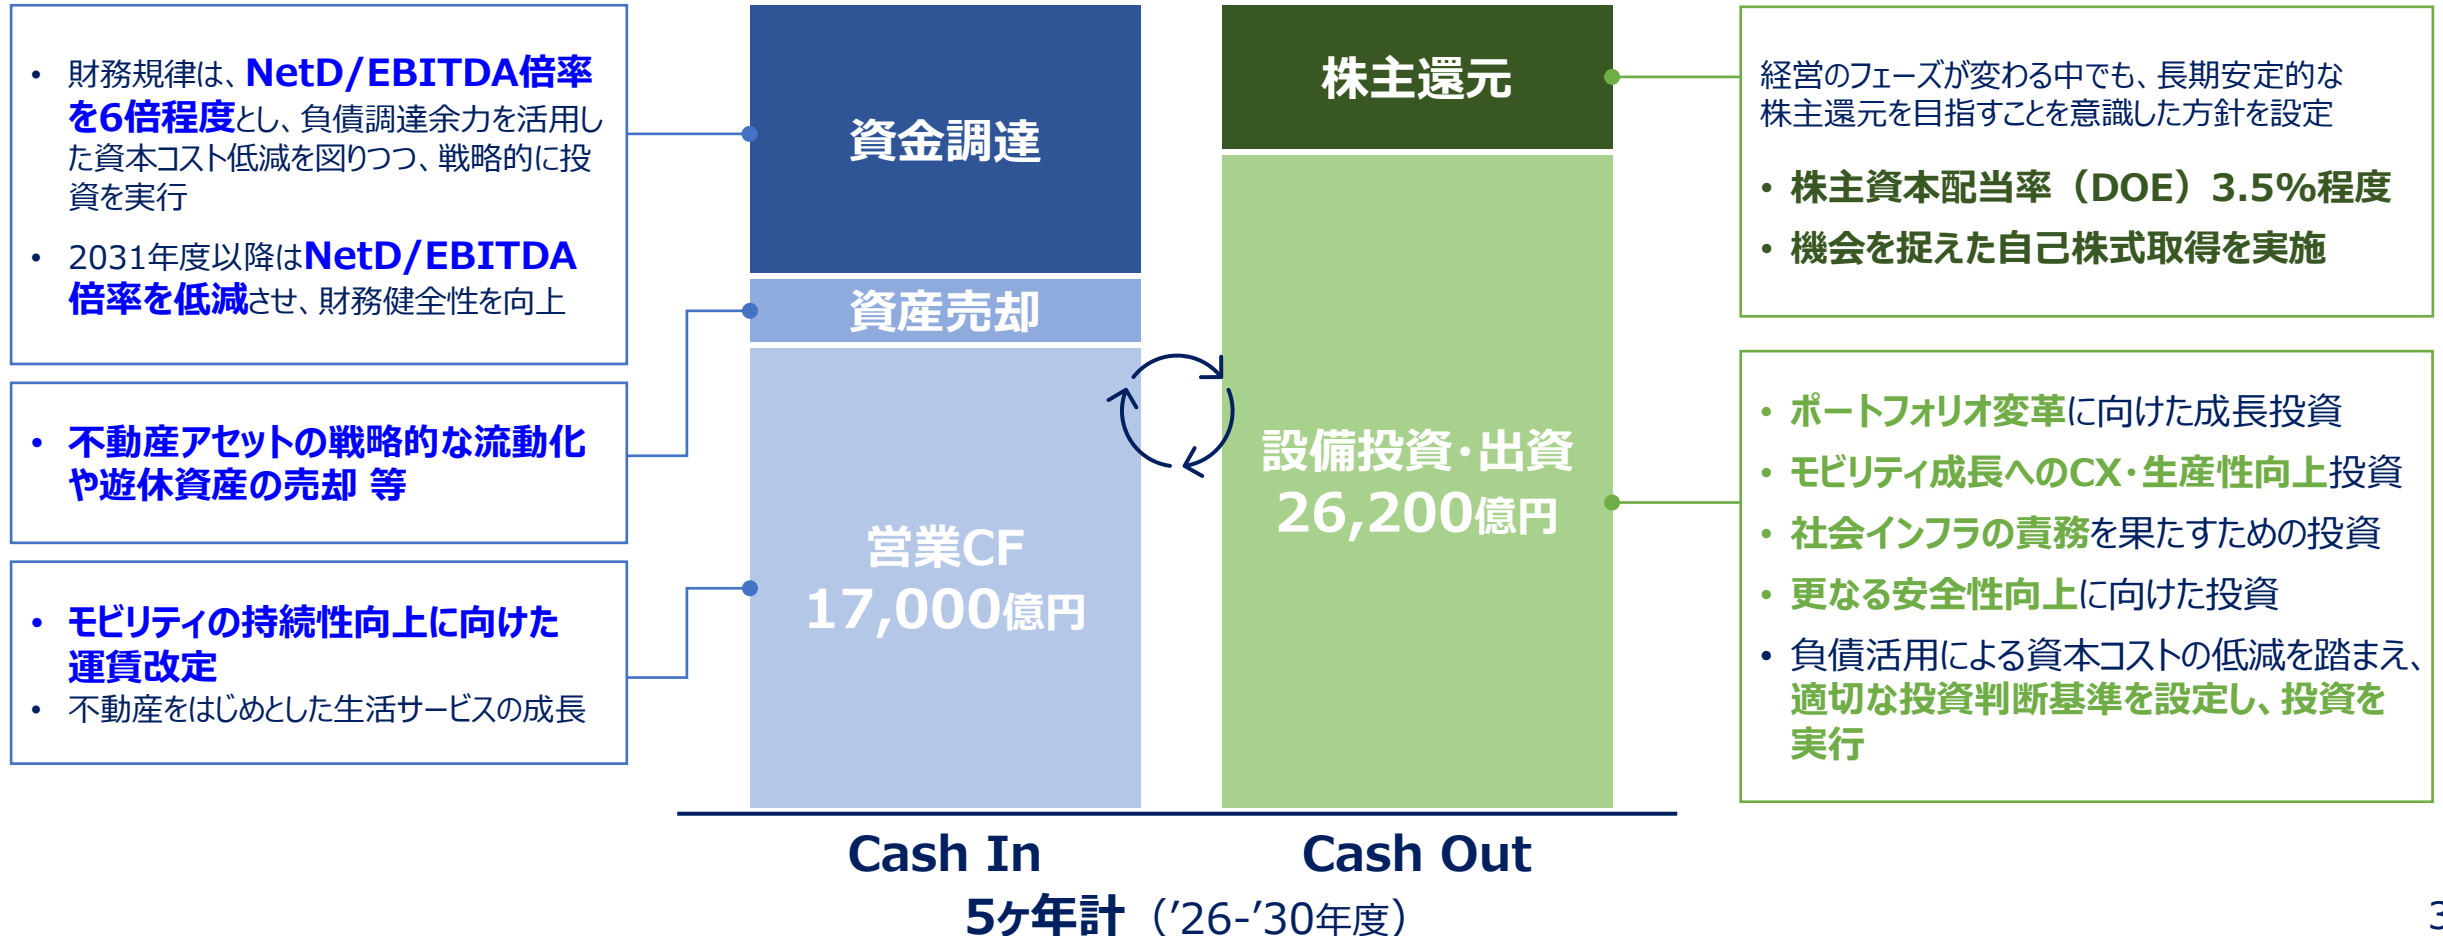 • 財務規律は、NetD/EBITDA倍率
を6倍程度とし、負債調達余力を活用し
た資本コスト低減を図りつつ、戦略的に投
資を実行
• 2031年度以降はNetD/EBITDA
倍率を低減させ、財務健全性を向上
• 不動産アセットの戦略的な流動化
や遊休資産の売却 等
• モビリティの持続性向上に向けた
運賃改定
• 不動産をはじめとした生活サービスの成長
資金調達
資産売却
営業CF
17,000億円
株主還元
設備投資・出資
26,200億円
経営のフェーズが変わる中でも、長期安定的な
株主還元を目指すことを意識した方針を設定
• 株主資本配当率（DOE）3.5%程度
• 機会を捉えた自己株式取得を実施
• ポートフォリオ変革に向けた成長投資
• モビリティ成長へのCX・生産性向上投資
• 社会インフラの責務を果たすための投資
• 更なる安全性向上に向けた投資
• 負債活用による資本コストの低減を踏まえ、
適切な投資判断基準を設定し、投資を
実行
Cash In
Cash Out
5ヶ年計（’26-’30年度）